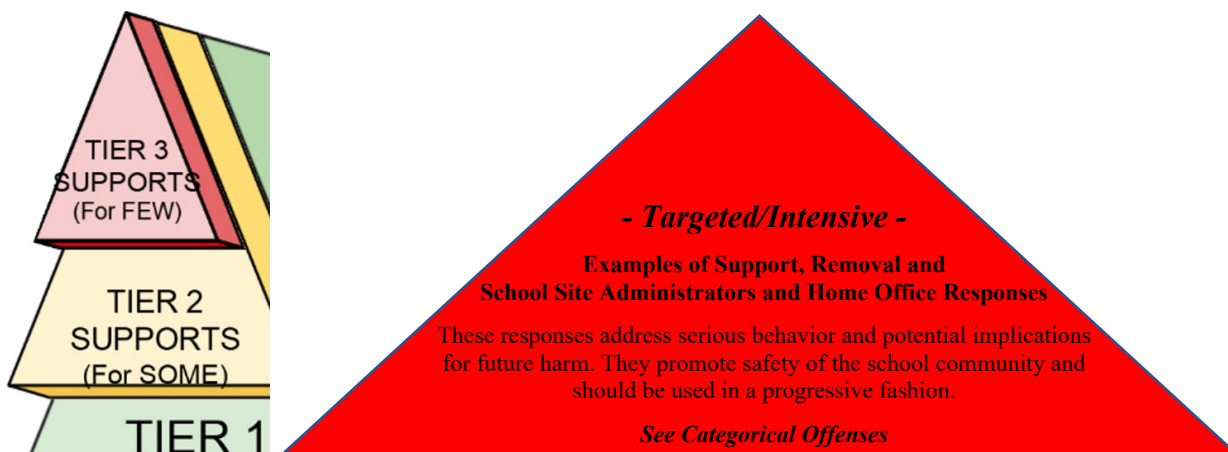 TIER 3
SUPPORTS
(For FEW)
TIER 2
SUPPORTS
(For SOME)
TIER 1
- Targeted/Intensive -
Examples of Support, Removal and
School Site Administrators and Home Office Responses
These responses address serious behavior and potential implications
for future harm. They promote safety of the school community and
should be used in a progressive fashion.
See Categorical Offenses